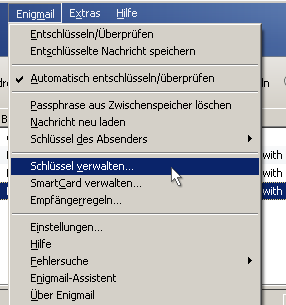 Enigmail Extras Hilfe
Entschlüsseln/Überprüfen
Entschlüsselte Nachricht speichern
Automatisch entschlüsseln/überprüfen
Passphrase aus Zwischenspeicher löschen
Nachricht neu laden
Schlüssel des Absenders
Schlüssel verwalten...
with
SmartCard verwalten...
with
Empfängerregeln...
with
Einstellungen...
Hilfe
Fehlersuche
Enigmail-Assistent
Über Enigmail